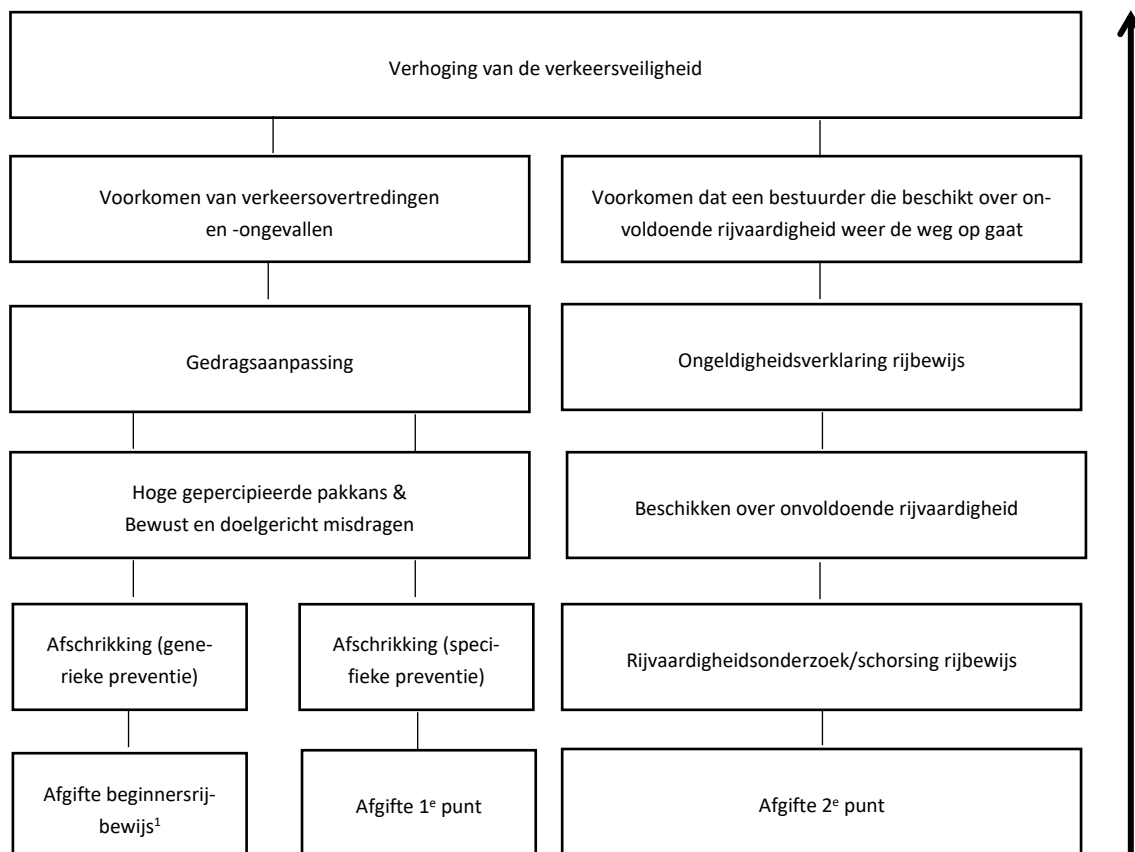 Verhoging van de verkeersveiligheid
Voorkomen van verkeersovertredingen
en -ongevallen
Voorkomen dat een bestuurder die beschikt over on-
voldoende rijvaardigheid weer de weg op gaat
Gedragsaanpassing
Ongeldigheidsverklaring rijbewijs
Hoge gepercipieerde pakkans &
Bewust en doelgericht misdragen
Beschikken over onvoldoende rijvaardigheid
Afschrikking (gene-
rieke preventie)
Afschrikking (speci-
fieke preventie)
Rijvaardigheidsonderzoek/schorsing rijbewijs
Afgifte beginnersrij-
bewijs¹
Afgifte 1ᵉ punt
Afgifte 2ᵉ punt